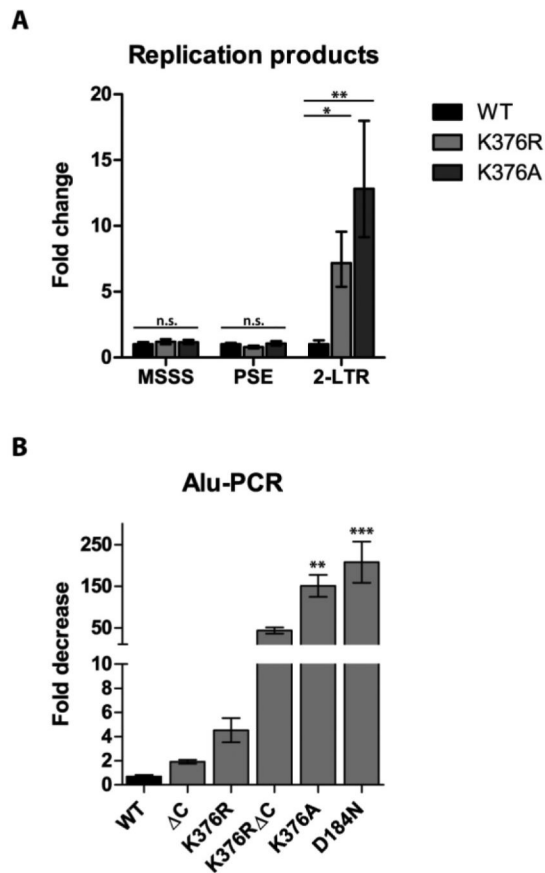 A
Replication products
Fold change
20
15
10
5
0
n.s.
n.s.
**
*
MSSS PSE 2-LTR
WT
K376R
K376A
B
Alu-PCR
Fold decrease
250
150
50
10
8
6
4
2
0
**
***
WT
ΔC
K376R
K376RΔC
K376A
D184N